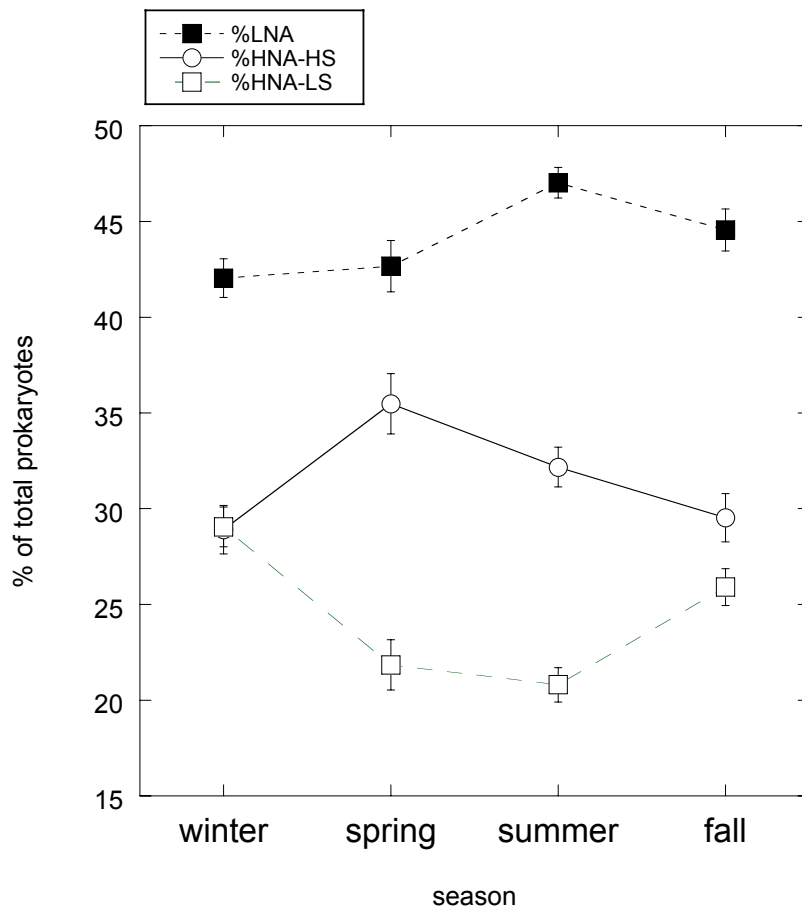 %LNA
%HNA-HS
%HNA-LS
50
45
40
35
30
25
20
15
% of total prokaryotes
winter spring summer fall
season